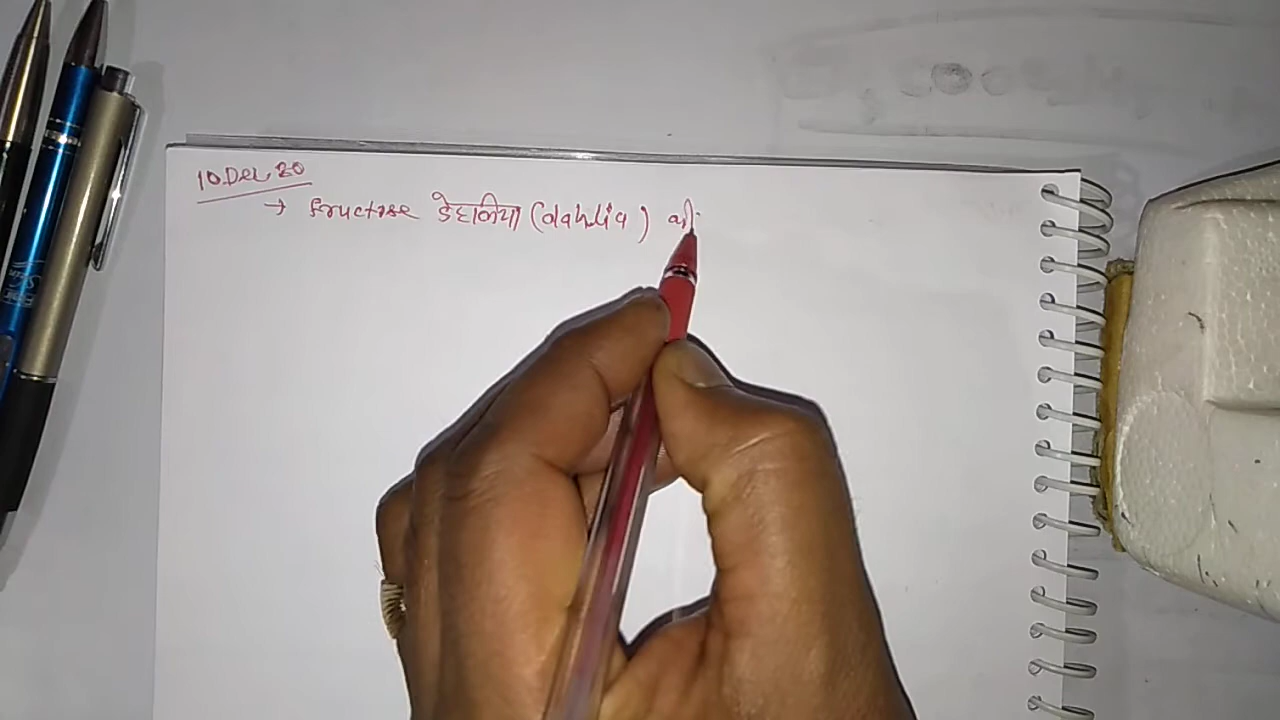 10 Dec, 20
→ fructose डेहलिया (dahlia) की